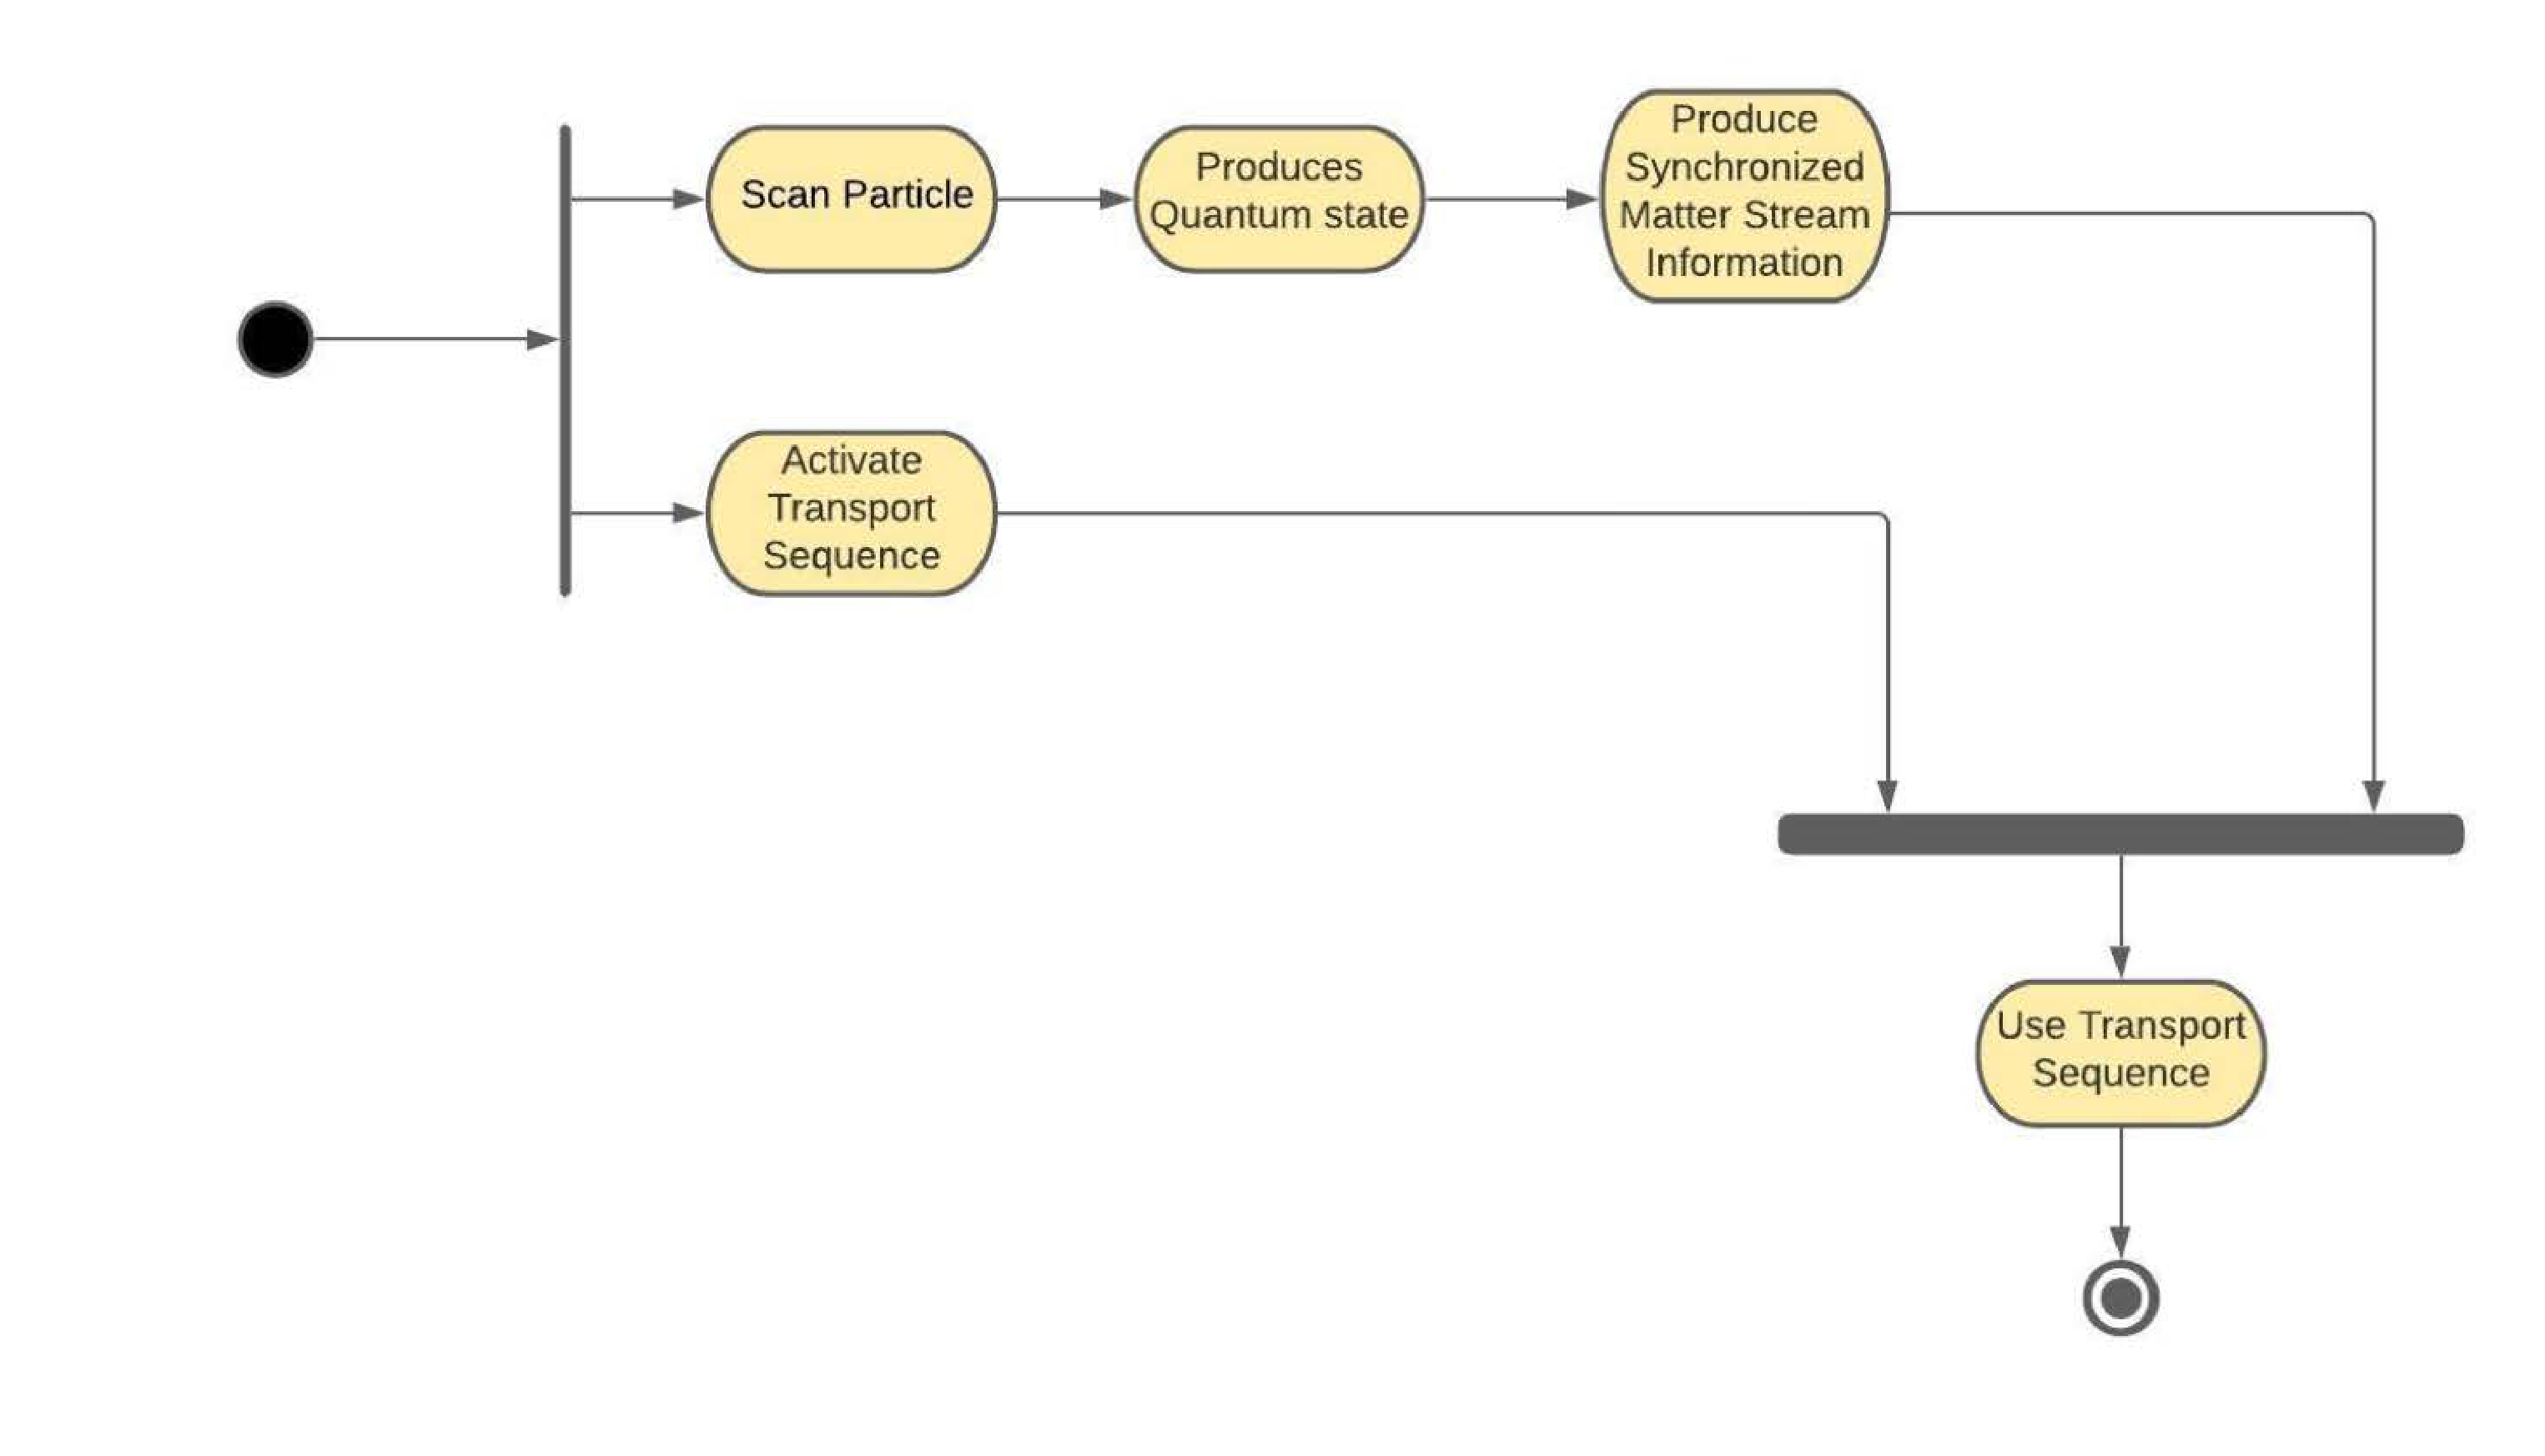 Scan Particle
Produces
Quantum state
Produce
Synchronized
Matter Stream
Information
Activate
Transport
Sequence
Use Transport
Sequence